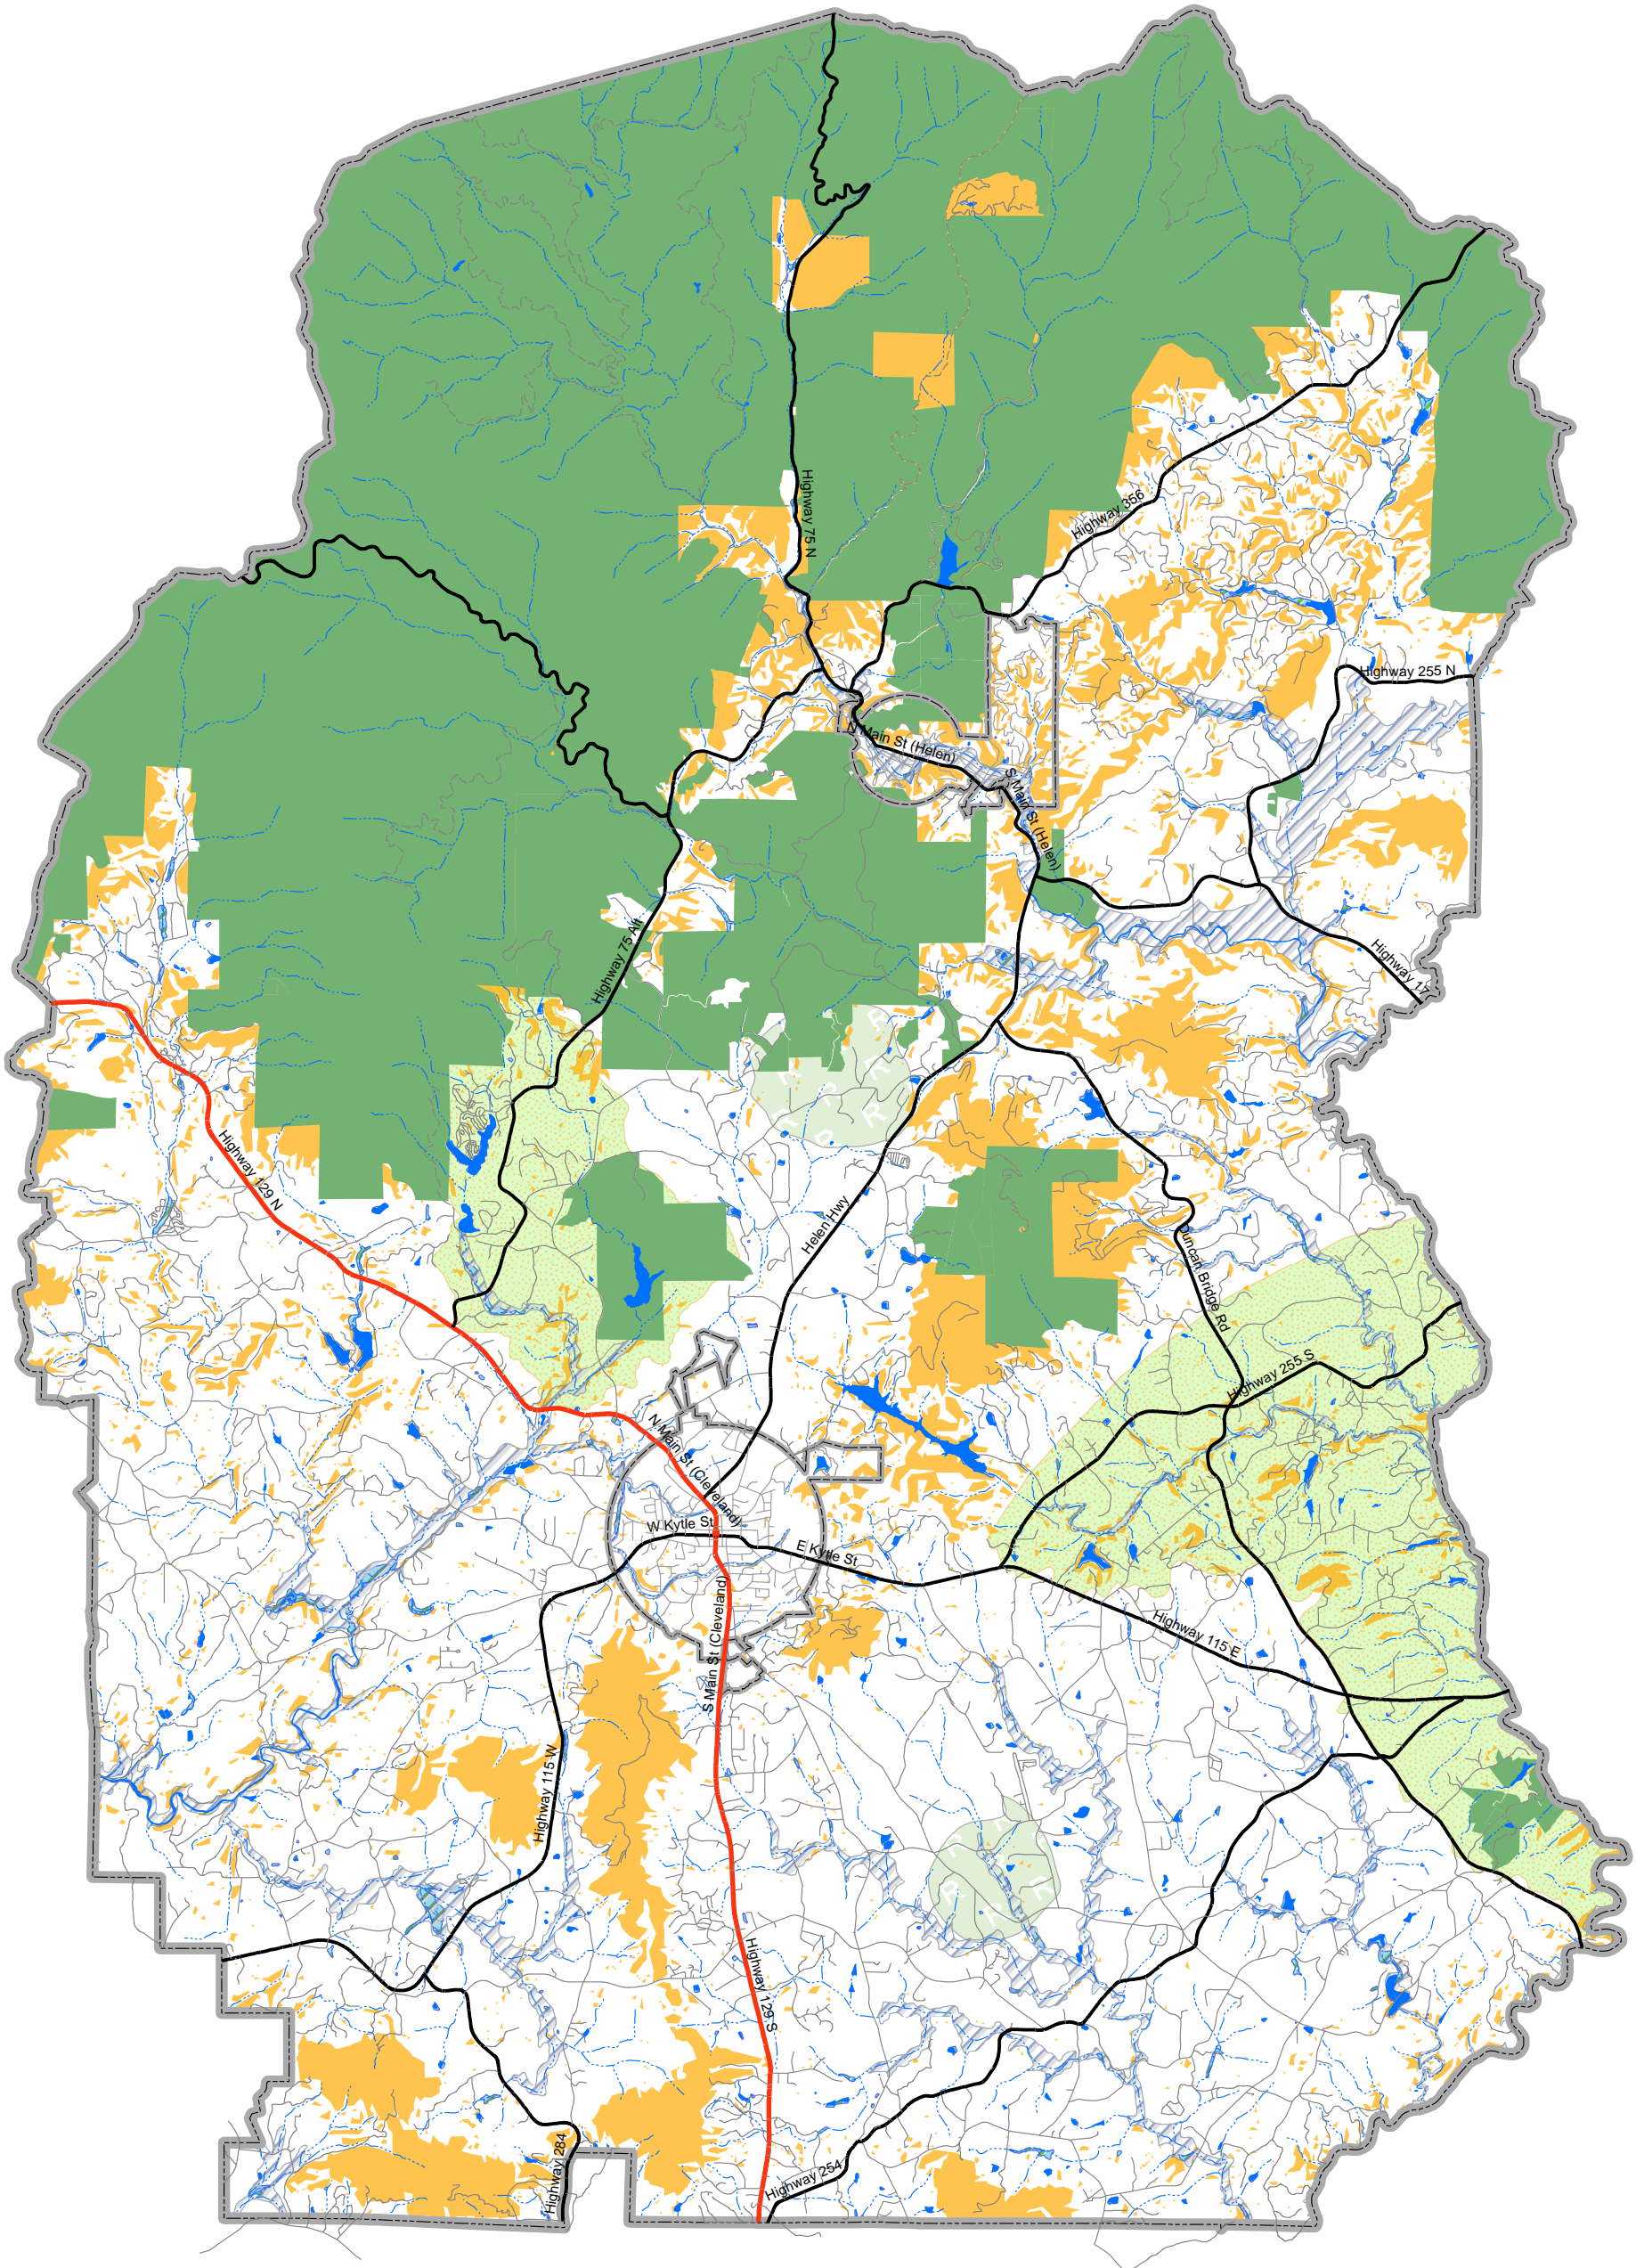 Highway 75 N
Highway 356
Highway 255 N
N Main St (Helen)
S Main St (Helen)
Highway 75 Alt
Highway 17
R
R
R
R
R
R
R
R
Highway 129 N
Helen Hwy
Duncan Bridge Rd
Highway 255 S
N Main St (Cleveland)
W Kytle St
E Kytle St
S Main St (Cleveland)
Highway 115 E
Highway 115 W
R
R
R
R
R
R
Highway 129 S
Highway 284
Highway 254